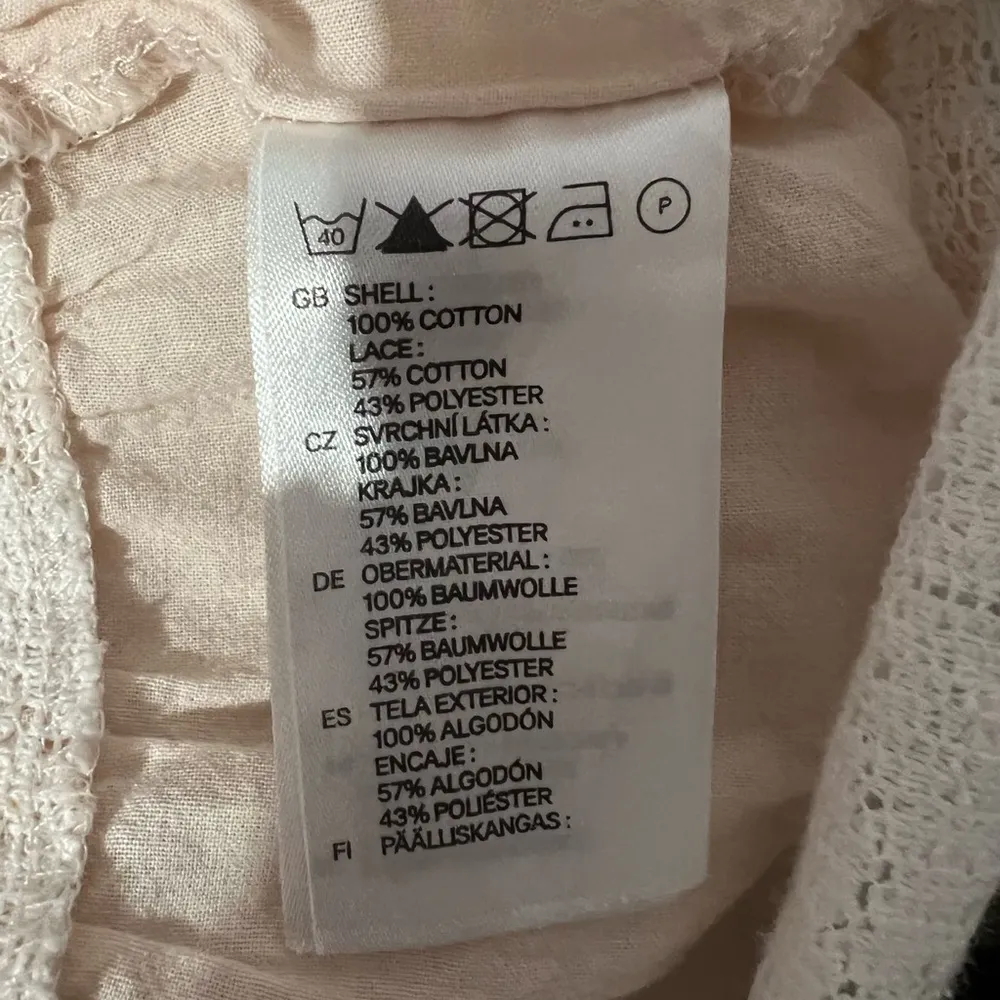 40 P
GB SHELL :
100% COTTON
LACE :
57% COTTON
43% POLYESTER
CZ SVRCHNÍ LÁTKA :
100% BAVLNA
KRAJKA :
57% BAVLNA
43% POLYESTER
DE OBERMATERIAL :
100% BAUMWOLLE
SPITZE :
57% BAUMWOLLE
43% POLYESTER
ES TELA EXTERIOR :
100% ALGODÓN
ENCAJE :
57% ALGODÓN
43% POLIÉSTER
FI PÄÄLLISKANGAS :